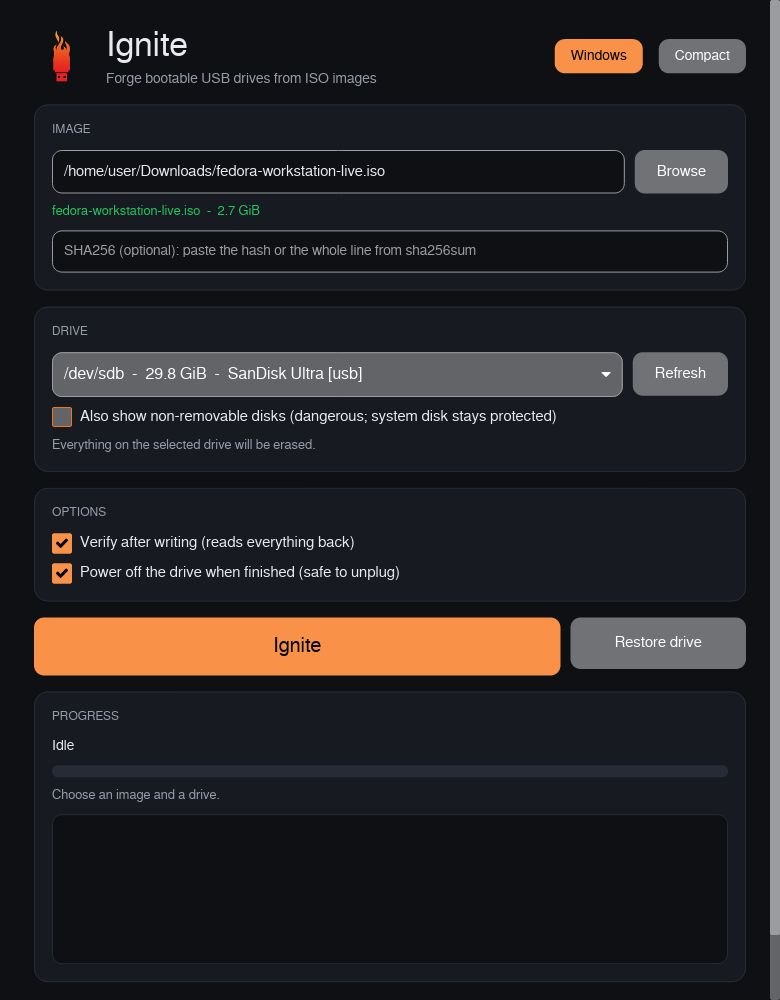 Ignite
Forge bootable USB drives from ISO images
Windows
Compact
IMAGE
/home/user/Downloads/fedora-workstation-live.iso
Browse
fedora-workstation-live.iso - 2.7 GiB
SHA256 (optional): paste the hash or the whole line from sha256sum
DRIVE
/dev/sdb - 29.8 GiB - SanDisk Ultra [usb]
Refresh
Also show non-removable disks (dangerous; system disk stays protected)
Everything on the selected drive will be erased.
OPTIONS
Verify after writing (reads everything back)
Power off the drive when finished (safe to unplug)
Ignite
Restore drive
PROGRESS
Idle
Choose an image and a drive.